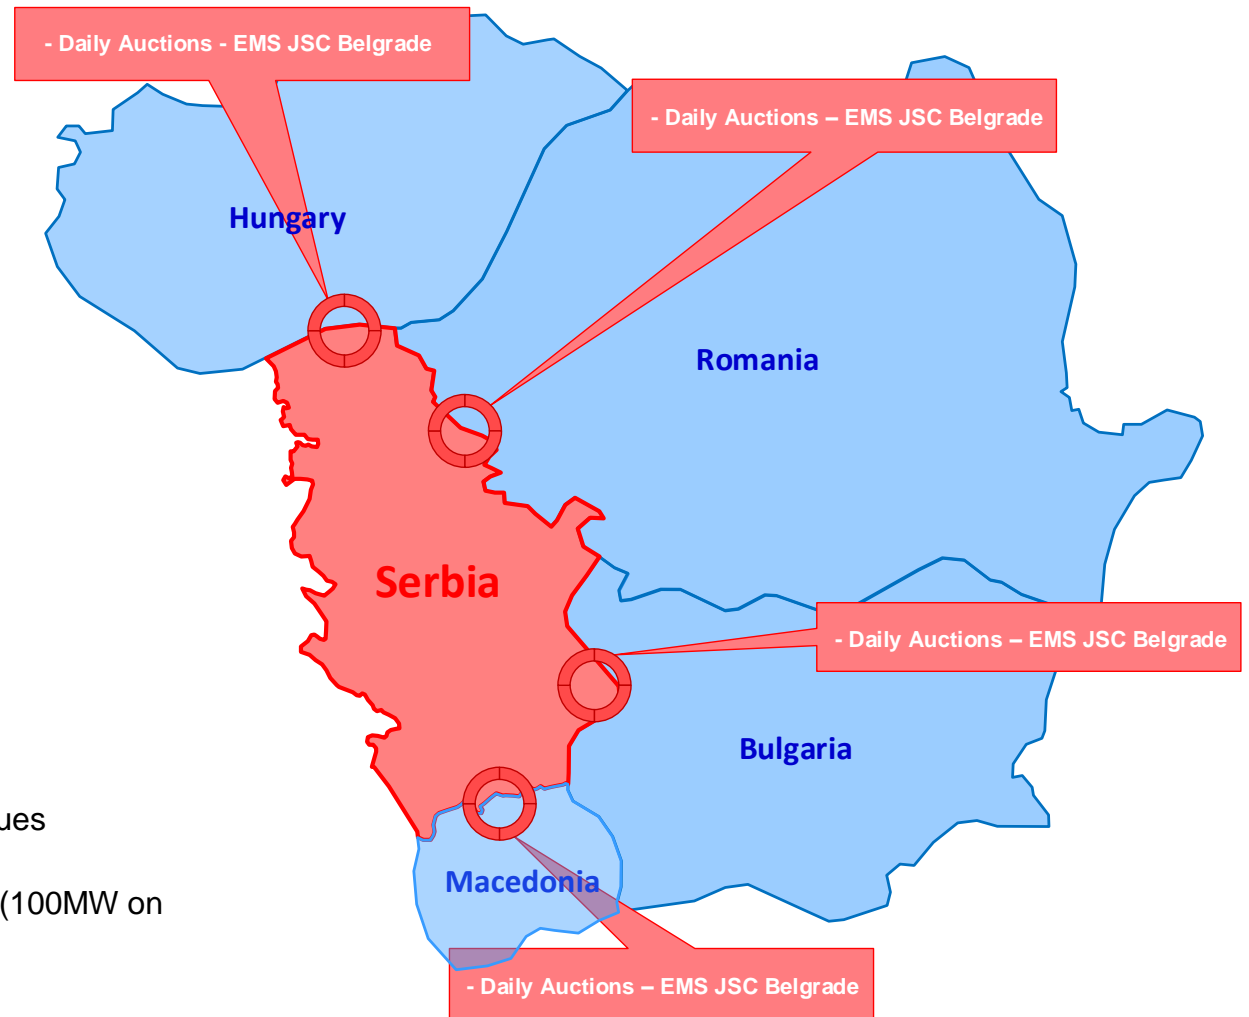 - Daily Auctions - EMS JSC Belgrade
- Daily Auctions – EMS JSC Belgrade
Hungary
Romania
Serbia
- Daily Auctions – EMS JSC Belgrade
Bulgaria
ues
Macedonia
(100MW on
- Daily Auctions – EMS JSC Belgrade